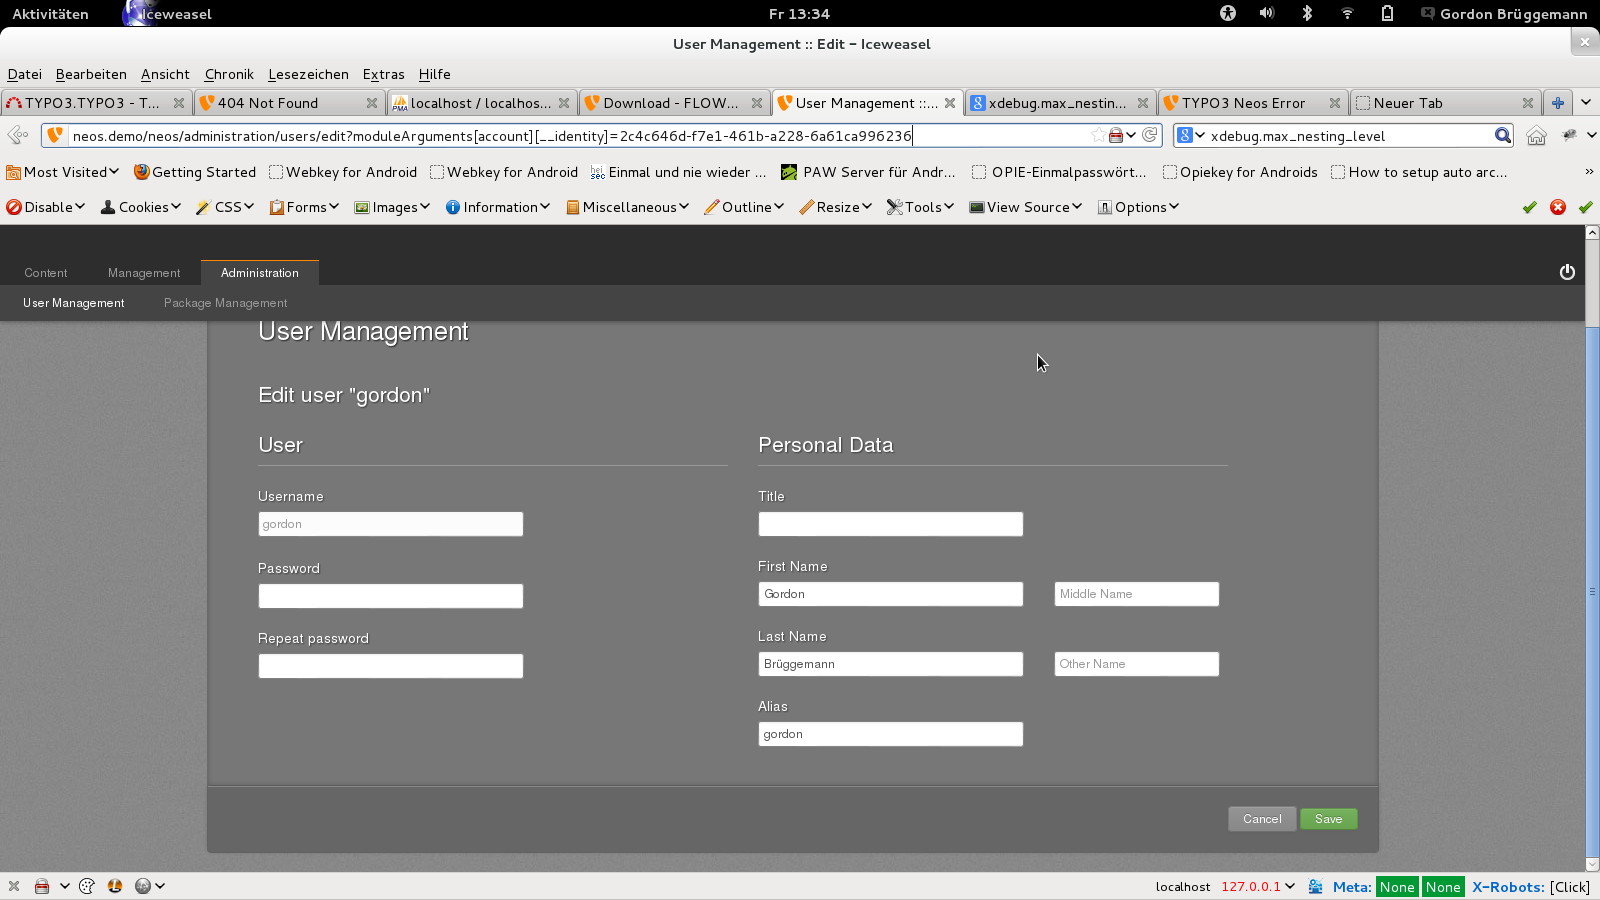 Aktivitäten Iceweasel Fr 13:34 Gordon Brüggemann
User Management :: Edit - Iceweasel
Datei Bearbeiten Ansicht Chronik Lesezeichen Extras Hilfe
TYPO3.TYPO3 - T... 404 Not Found localhost / localhos... Download - FLOW... User Management ::... xdebug.max_nestin... TYPO3 Neos Error Neuer Tab
neos.demo/neos/administration/users/edit?moduleArguments[account][__identity]=2c4c646d-f7e1-461b-a228-6a61ca996236 xdebug.max_nesting_level
Most Visited Getting Started Webkey for Android Webkey for Android Einmal und nie wieder ... PAW Server für Andr... OPIE-Einmalpasswört... Opiekey for Androids How to setup auto arc... »
Disable Cookies CSS Forms Images Information Miscellaneous Outline Resize Tools View Source Options
Content Management Administration
User Management Package Management
User Management
Edit user "gordon"
User Personal Data
Username Title
gordon
Password First Name
Gordon Middle Name
Repeat password Last Name
Brüggemann Other Name
Alias
gordon
Cancel Save
localhost 127.0.0.1 Meta: None None X-Robots: [Click]